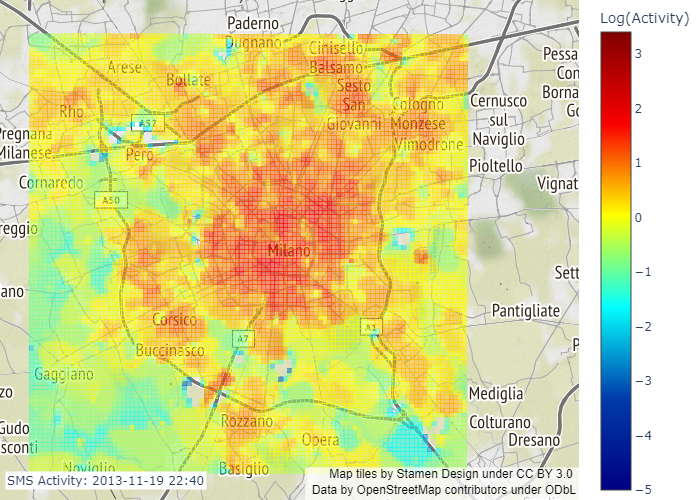 Paderno
Dugnano
Cinisello
Balsamo
Arese
Bollate
Sesto
San
Giovanni
Cologno
Monzese
Vimodrone
Rho
A52
Pero
Pregnana
Milanese
Cornaredo
A50
reggio
Milano
ano
Corsico
Buccinasco
A7
A1
Gaggiano
zo
Gudo
sconti
Rozzano
Opera
Noviglio
Basiglio
Pessa
Con
Borna
Go
Cernusco
sul
Naviglio
Pioltello
Vignat
Sett
Pantigliate
P
Mediglia
Colturano
Dresano
SMS Activity: 2013-11-19 22:40
Map tiles by Stamen Design under CC BY 3.0
Data by OpenStreetMap contributors under ODbL
Log(Activity)
3
2
1
0
−1
−2
−3
−4
−5